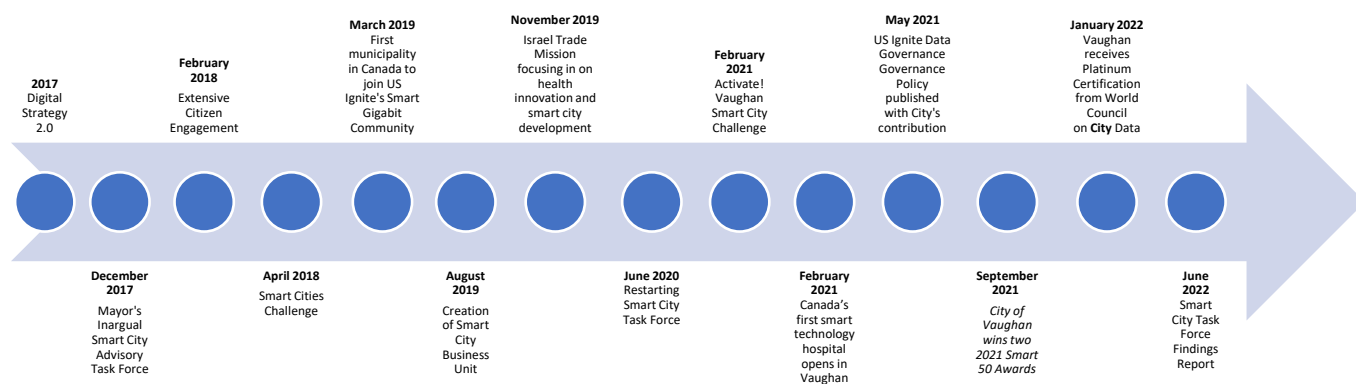 2017
Digital
Strategy
2.0
December
2017
Mayor's
Inargual
Smart City
Advisory
Task Force
February
2018
Extensive
Citizen
Engagement
April 2018
Smart Cities
Challenge
March 2019
First
municipality
in Canada to
join US
Ignite's Smart
Gigabit
Community
August
2019
Creation
of Smart
City
Business
Unit
November 2019
Israel Trade
Mission
focusing in on
health
innovation and
smart city
development
June 2020
Restarting
Smart City
Task Force
February
2021
Activate!
Vaughan
Smart City
Challenge
February
2021
Canada’s
first smart
technology
hospital
opens in
Vaughan
May 2021
US Ignite Data
Governance
Governance
Policy
published
with City's
contribution
September
2021
City of
Vaughan
wins two
2021 Smart
50 Awards
January 2022
Vaughan
receives
Platinum
Certification
from World
Council
on City Data
June
2022
Smart
City Task
Force
Findings
Report